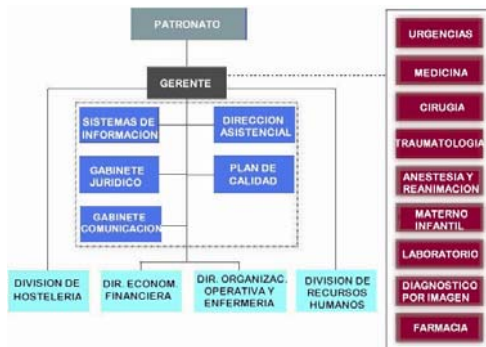 PATRONATO
GERENTE
SISTEMAS DE
INFORMACION
DIRECCION
ASISTENCIAL
GABINETE
JURIDICO
PLAN DE
CALIDAD
GABINETE
COMUNICACION
DIVISION DE
HOSTELERIA
DIR. ECONOM.
FINANCIERA
DIR. ORGANIZAC.
OPERATIVA Y
ENFERMERIA
DIVISION DE
RECURSOS
HUMANOS
URGENCIAS
MEDICINA
CIRUGIA
TRAUMATOLOGIA
ANESTESIA Y
REANIMACION
MATERNO
INFANTIL
LABORATORIO
DIAGNOSTICO
POR IMAGEN
FARMACIA